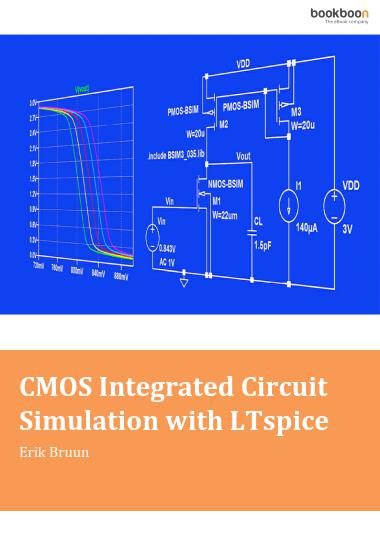 bookboon
The eBook company
V(vout)
3.0V
2.7V
2.4V
2.1V
1.8V
1.5V
1.2V
0.9V
0.6V
0.3V
0.0V
720mV 760mV 800mV 840mV 880mV
VDD
PMOS-BSIM
PMOS-BSIM
M2
M3
W=20u
W=20u
.include BSIM3_035.lib
Vout
NMOS-BSIM
M1
W=22um
Vin
Vin
0.843V
AC 1V
CL
1.5pF
I1
140µA
VDD
3V
CMOS Integrated Circuit
Simulation with LTspice
Erik Bruun